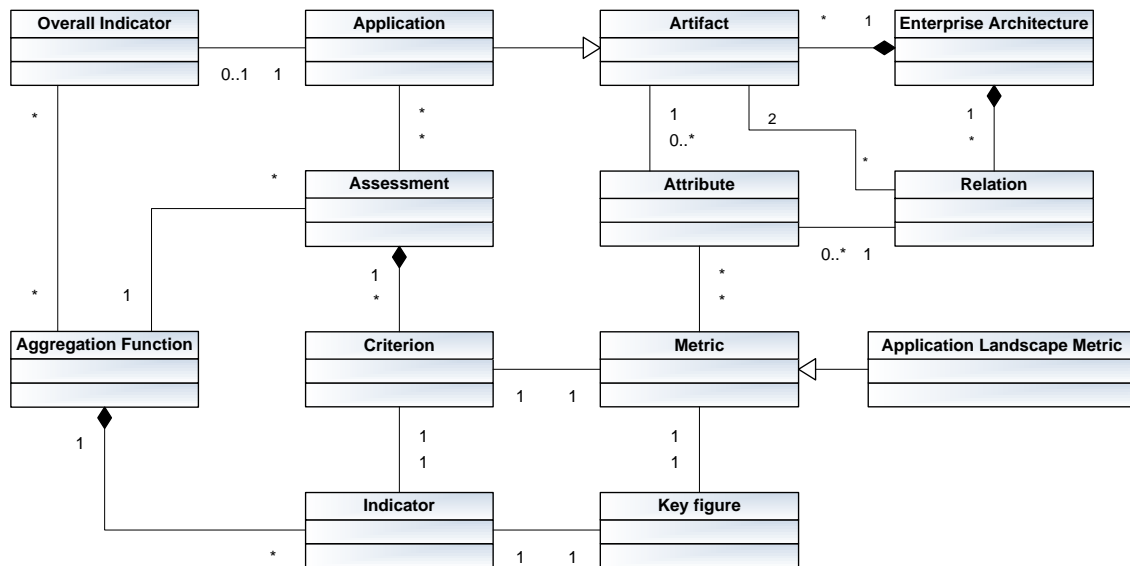 Overall Indicator
Application
Artifact
Enterprise Architecture
* 1
0..1 1
* * 1 2 1
* 0..* *
* Assessment
Attribute
*
Relation
1 0..* 1
* 1 * *
*
Aggregation Function
Criterion
Metric
Application Landscape Metric
1 1
1 1 1
1 1
Indicator
Key figure
* 1 1